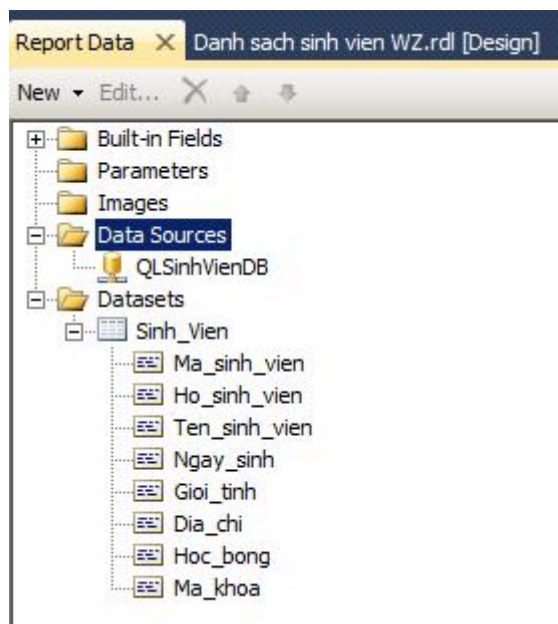 Report Data Danh sach sinh vien WZ.rdl [Design]
New Edit...
Built-in Fields
Parameters
Images
Data Sources
QLSinhVienDB
Datasets
Sinh_Vien
Ma_sinh_vien
Ho_sinh_vien
Ten_sinh_vien
Ngay_sinh
Gioi_tinh
Dia_chi
Hoc_bong
Ma_khoa